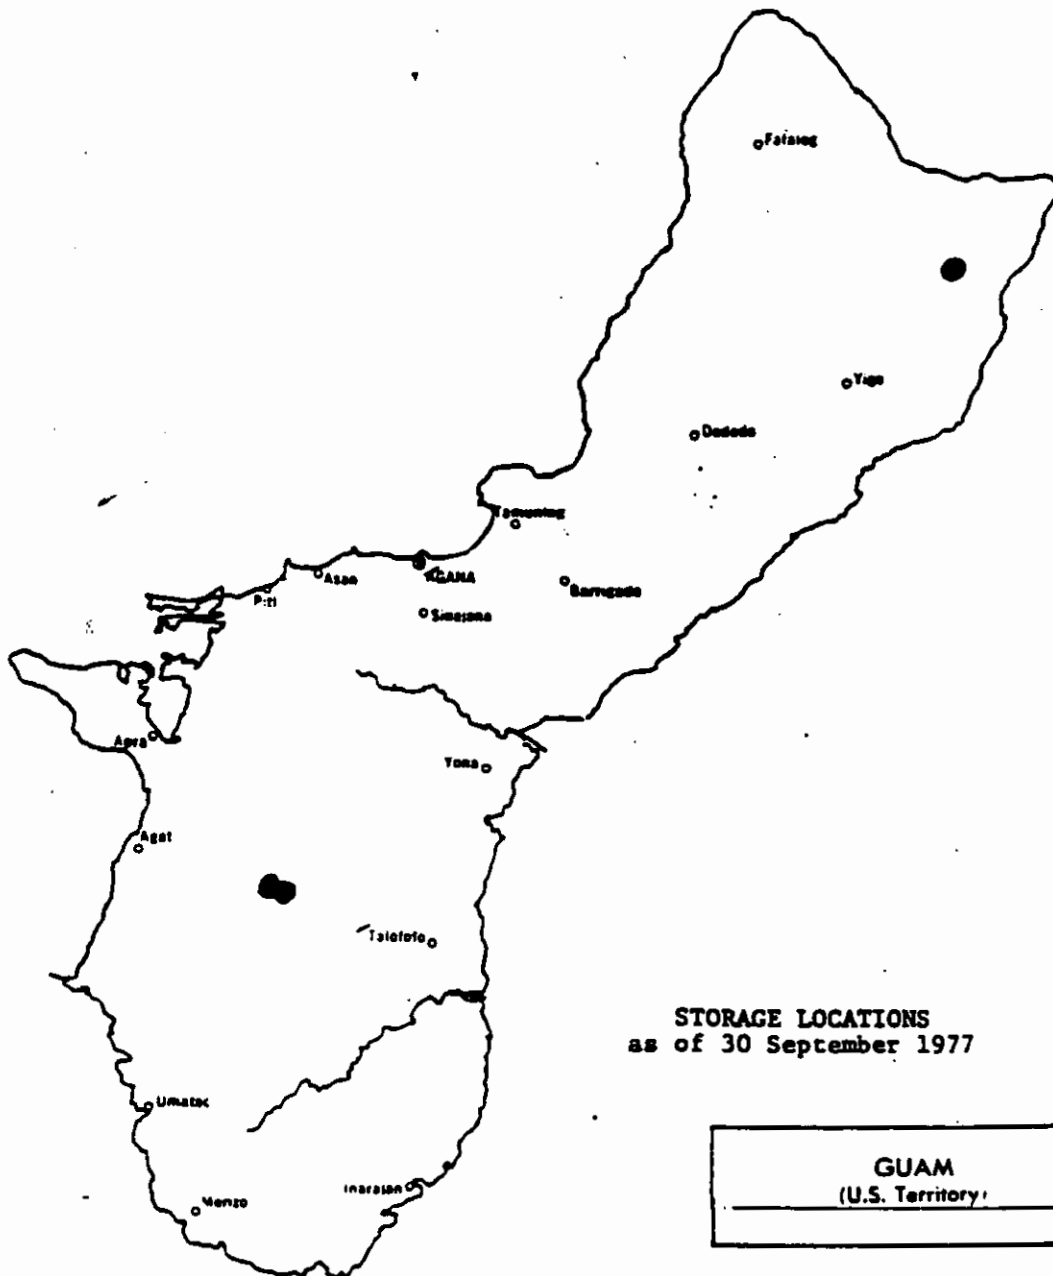 Fataiog
Yigo
Dededo
Tamuning
AGANA
Asan
Piti
Barrigada
Sinajana
Apra
Yona
Agat
Talofofo
STORAGE LOCATIONS
as of 30 September 1977
Umatac
GUAM
(U.S. Territory)
Inarajan
Merizo